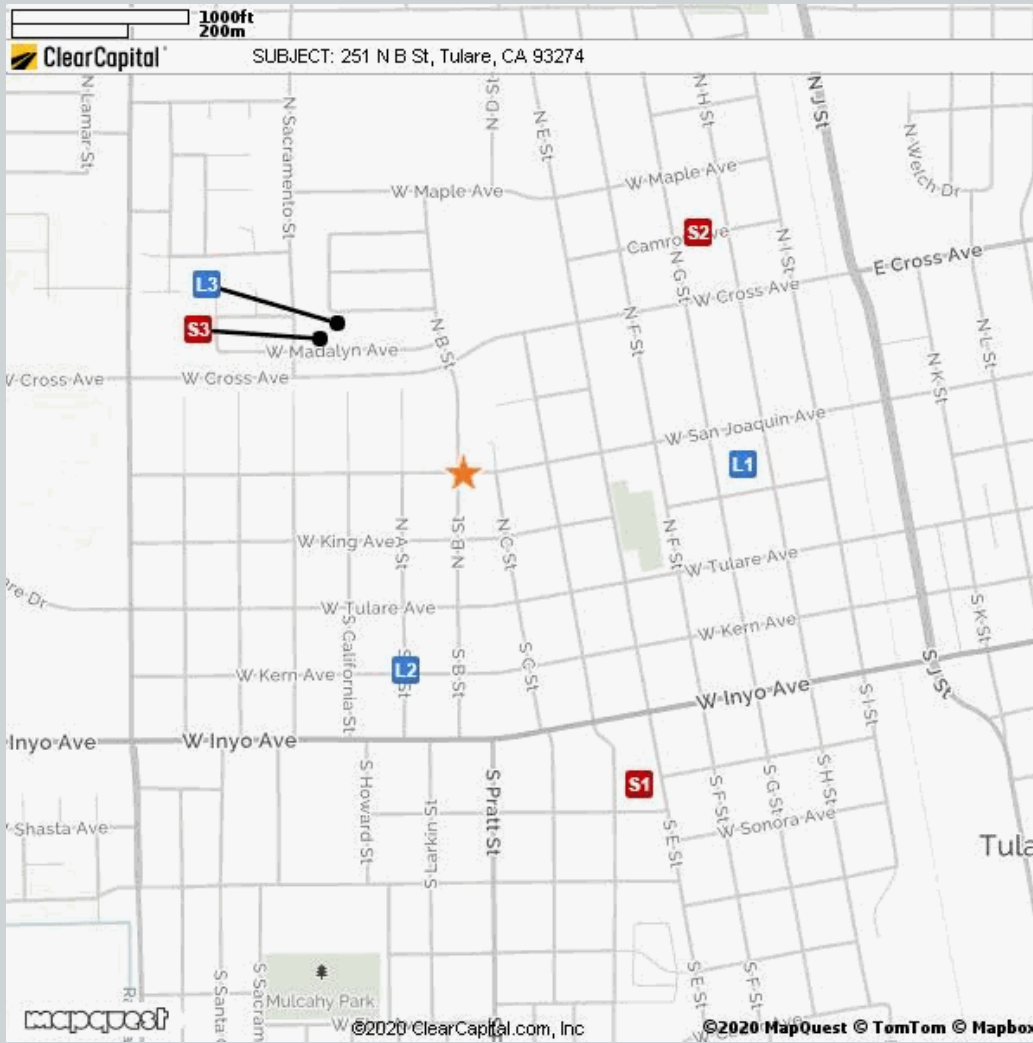 1000ft
200m
ClearCapital
SUBJECT: 251 N B St, Tulare, CA 93274
N Lamar St
N Sacramento St
N D St
N E St
N H St
N J St
N Welch Dr
W Maple Ave
W Maple Ave
S2
Camro
ve
N G St
N I St
E Cross Ave
W Cross Ave
L3
S3
N B St
N F St
W Madalyn Ave
W Cross Ave
W Cross Ave
N K St
N L St
W San Joaquin Ave
L1
N A St
N B St
N C St
N F St
W King Ave
W Tulare Ave
re Dr
W Tulare Ave
S California St
S K St
W Kern Ave
L2
St
S B St
S C St
W Kern Ave
S J St
W Inyo Ave
S I St
Inyo Ave
W Inyo Ave
S1
S Howard St
S Larkin St
S Pratt St
S F St
S G St
S H St
Shasta Ave
S E St
W Sonora Ave
Tula
S Santa
S Sacram
Mulcahy Park
S E St
S F St
mapquest
©2020 ClearCapital.com, Inc
©2020 MapQuest © TomTom © Mapbox